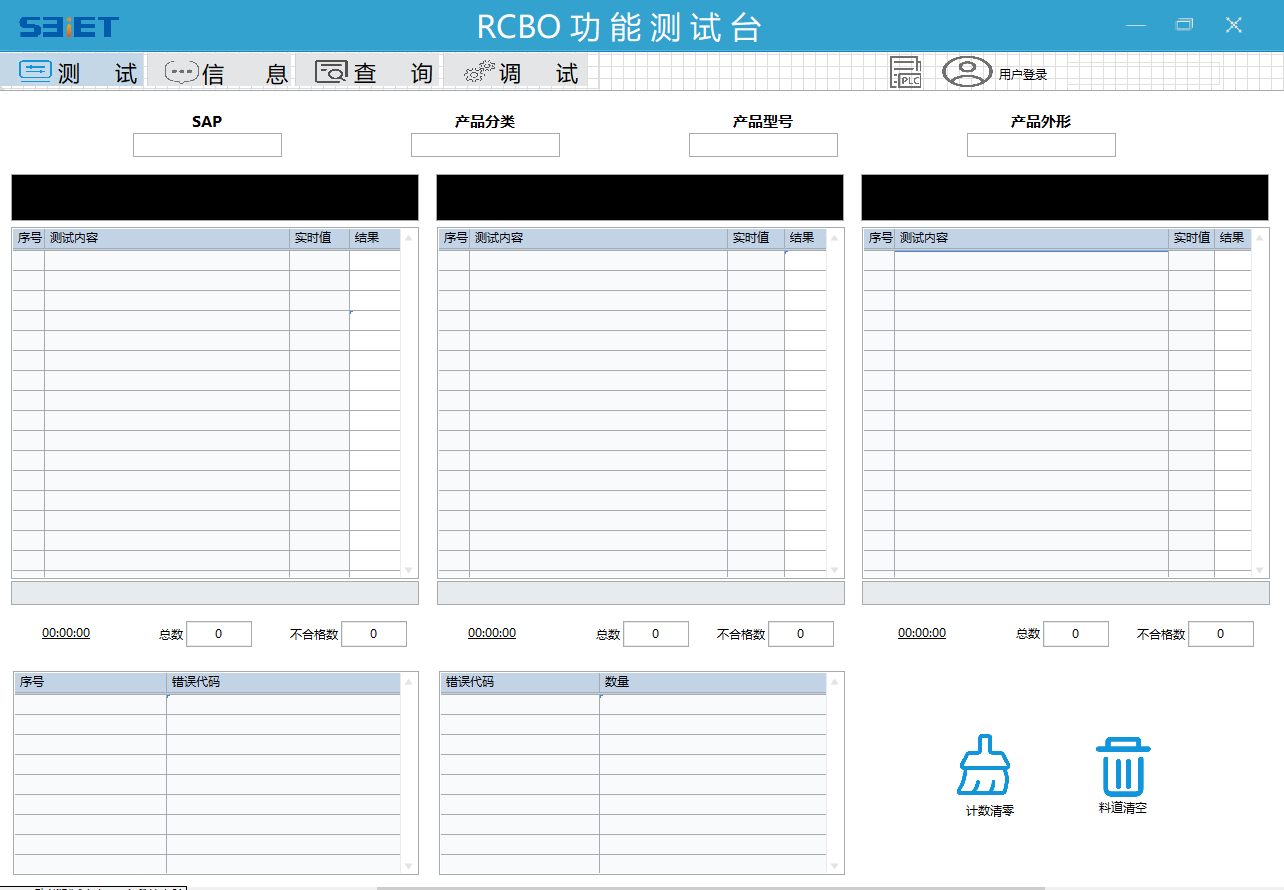 SEIET RCBO 功能测试台
测 试 信 息 查 询 调 试 PLC 用户登录
SAP 产品分类 产品型号 产品外形
序号 测试内容 实时值 结果 序号 测试内容 实时值 结果 序号 测试内容 实时值 结果
00:00:00 总数 0 不合格数 0 00:00:00 总数 0 不合格数 0 00:00:00 总数 0 不合格数 0
序号 错误代码 错误代码 数量
计数清零 料道清空